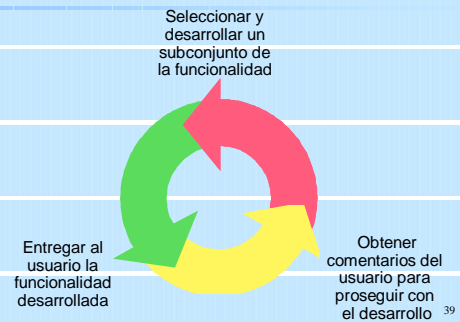 Seleccionar y
desarrollar un
subconjunto de
la funcionalidad
Entregar al
usuario la
funcionalidad
desarrollada
Obtener
comentarios del
usuario para
proseguir con
el desarrollo
39